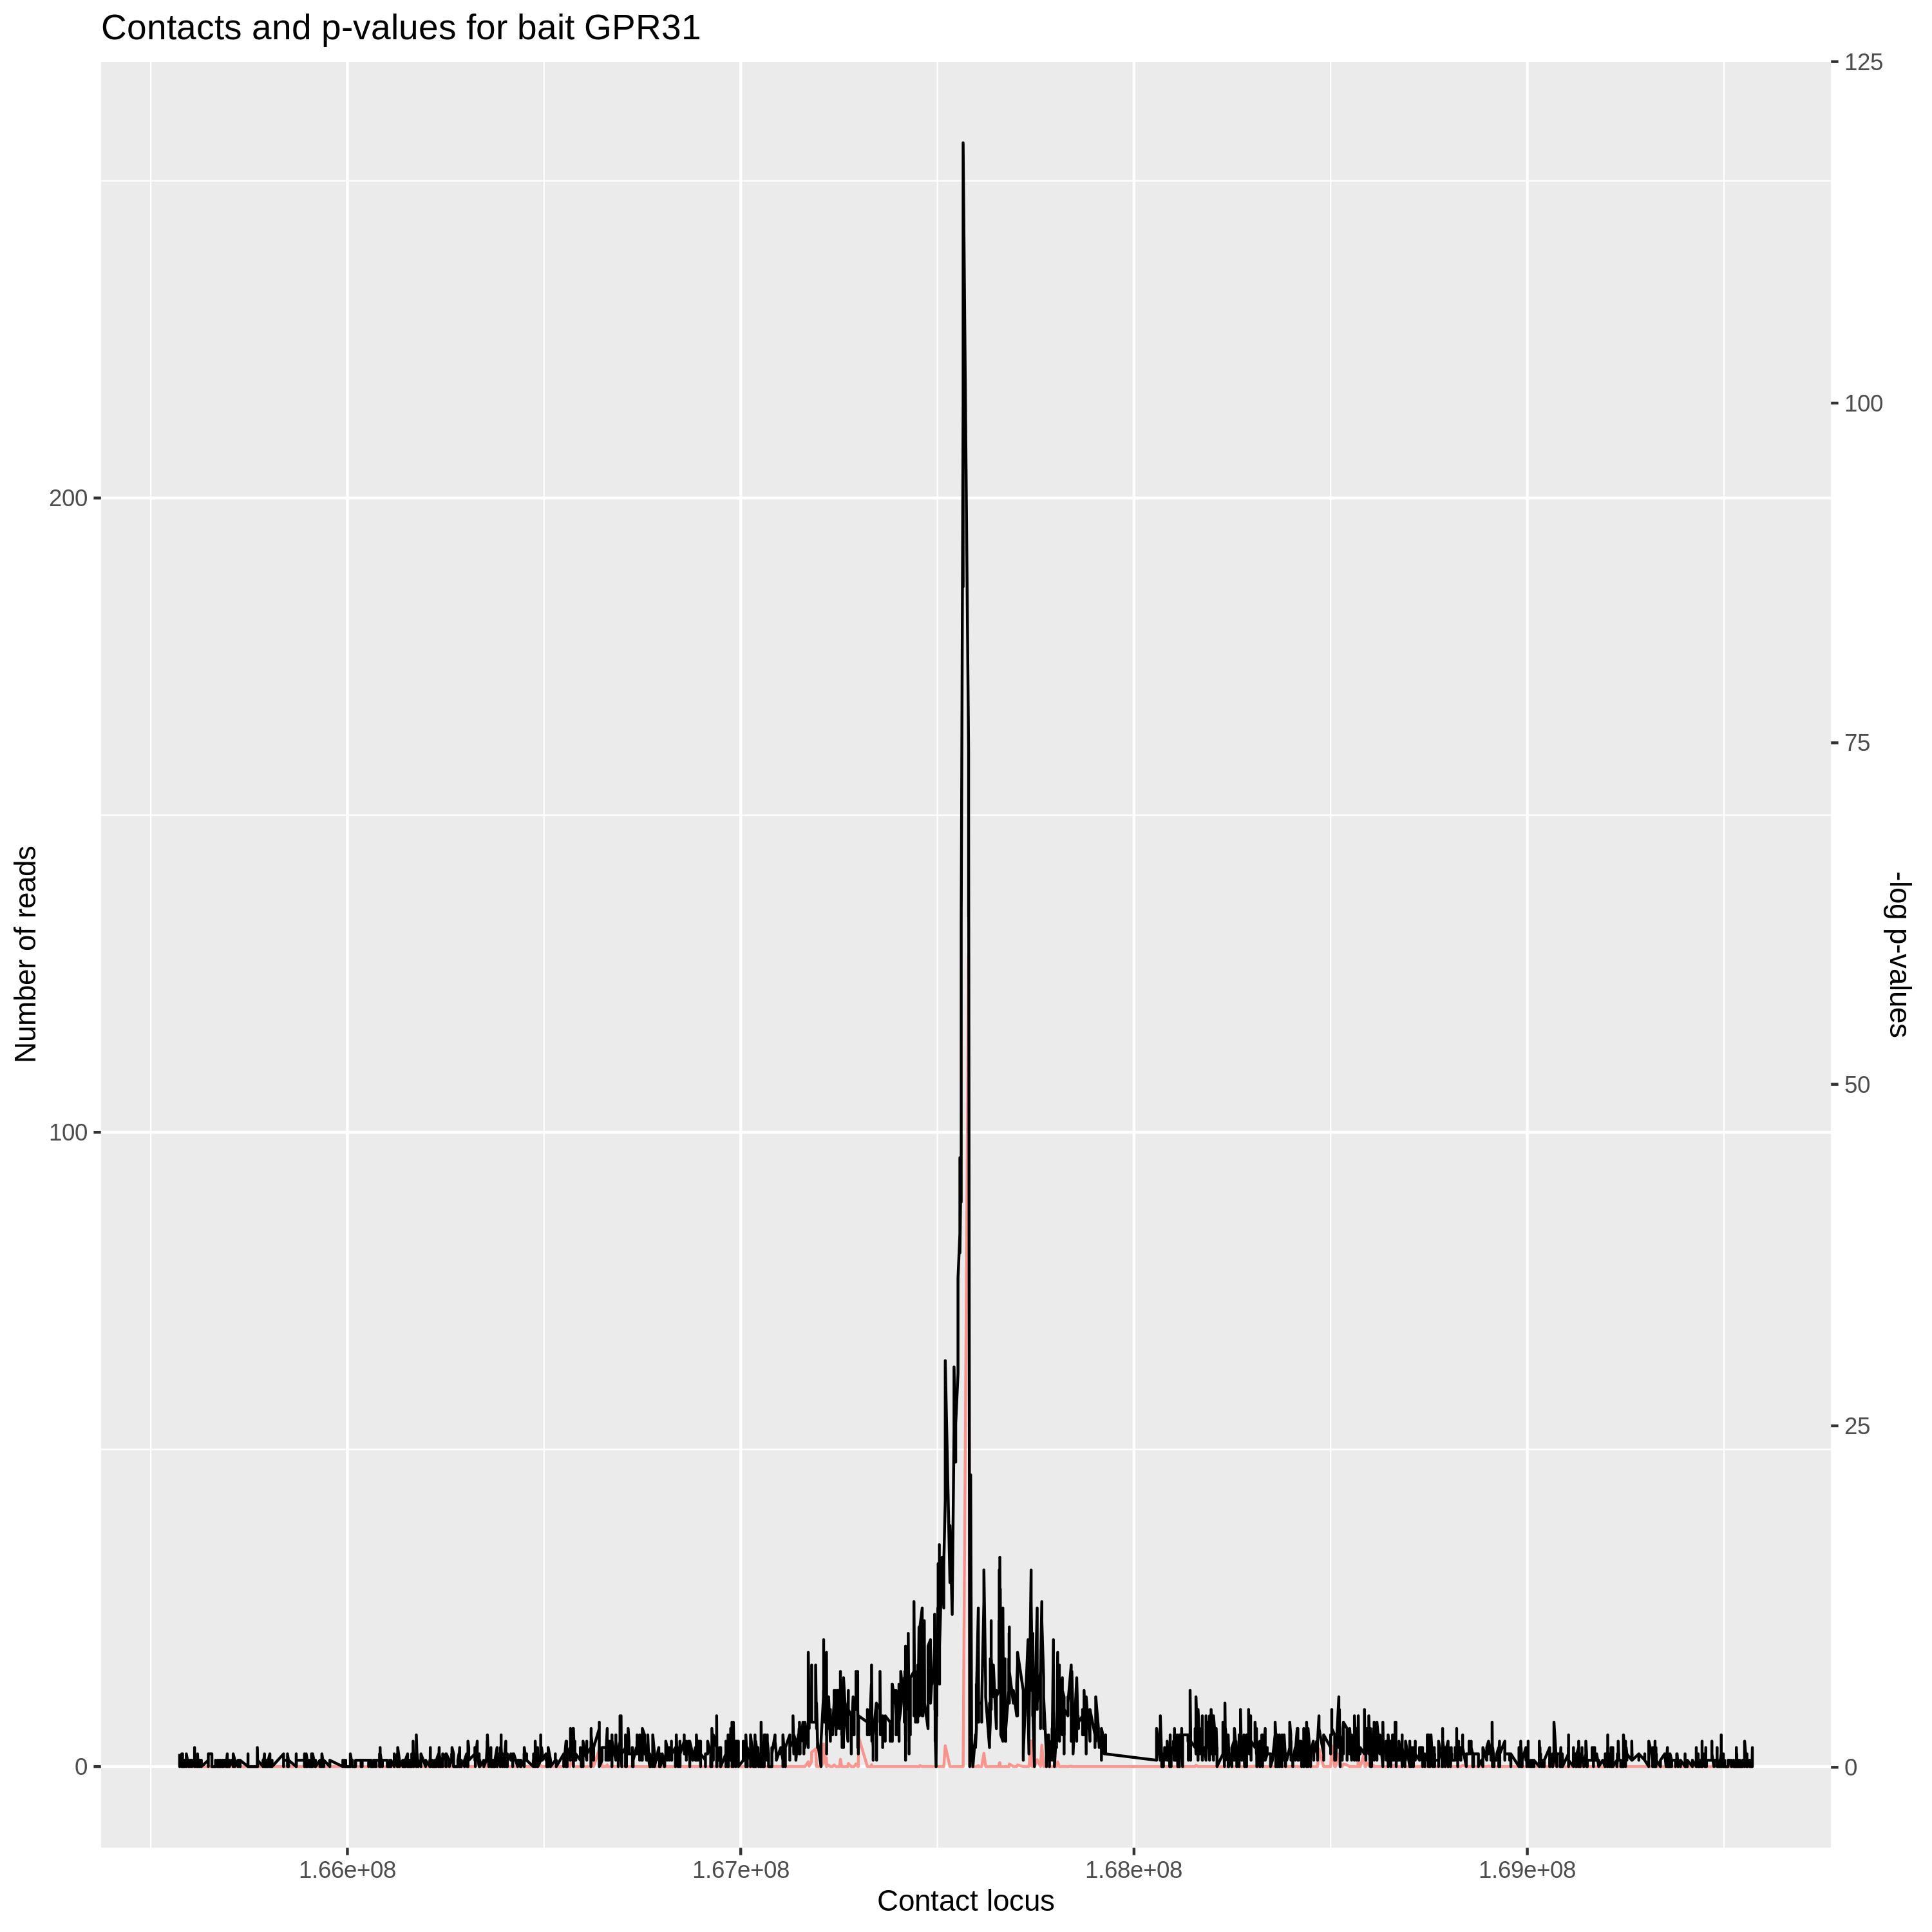 Contacts and p-values for bait GPR31
125
100
75
50
25
0
200
100
0
Number of reads
-log p-values
1.66e+08
1.67e+08
1.68e+08
1.69e+08
Contact locus